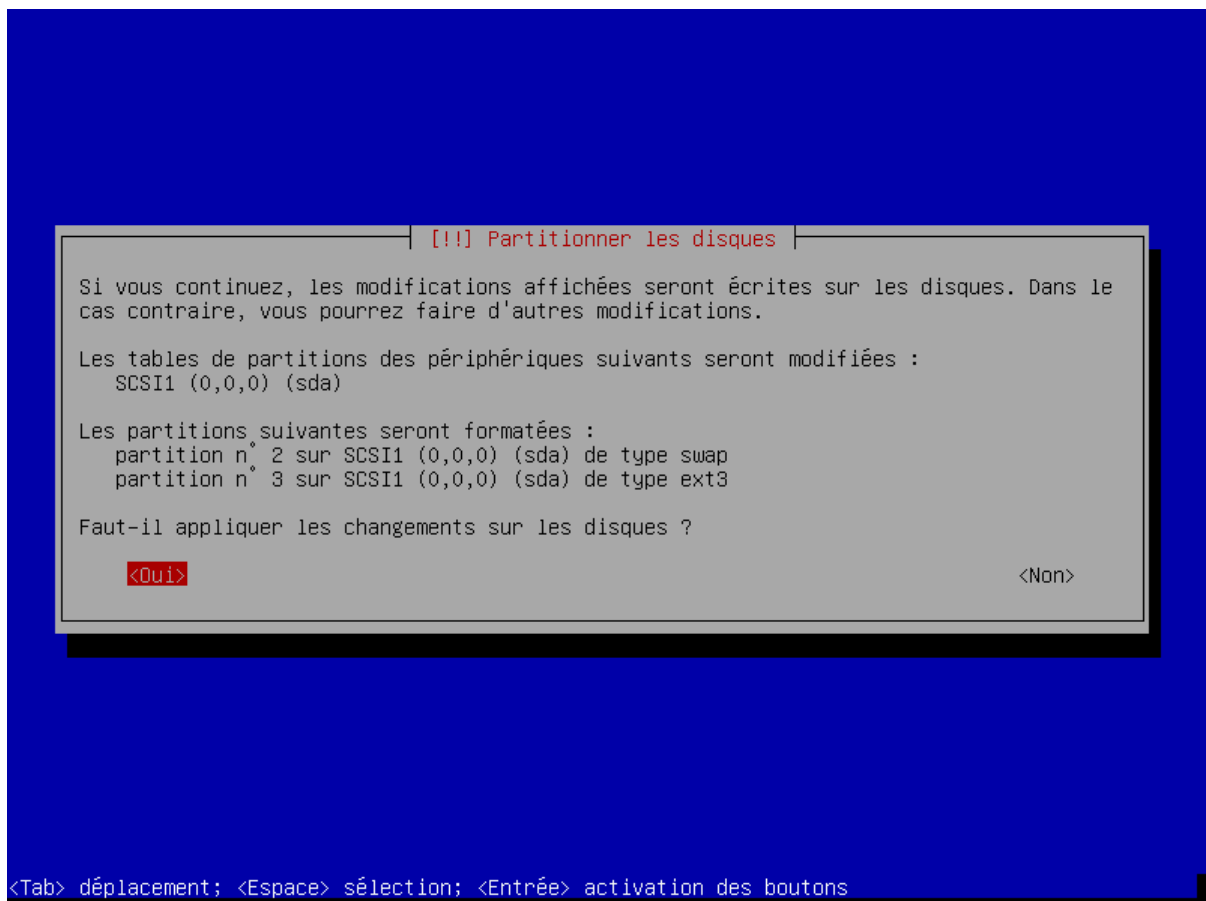 [!!] Partitionner les disques
Si vous continuez, les modifications affichées seront écrites sur les disques. Dans le
cas contraire, vous pourrez faire d'autres modifications.
Les tables de partitions des périphériques suivants seront modifiées :
SCSI1 (0,0,0) (sda)
Les partitions suivantes seront formatées :
partition n° 2 sur SCSI1 (0,0,0) (sda) de type swap
partition n° 3 sur SCSI1 (0,0,0) (sda) de type ext3
Faut-il appliquer les changements sur les disques ?
<Oui> <Non>
<Tab> déplacement; <Espace> sélection; <Entrée> activation des boutons